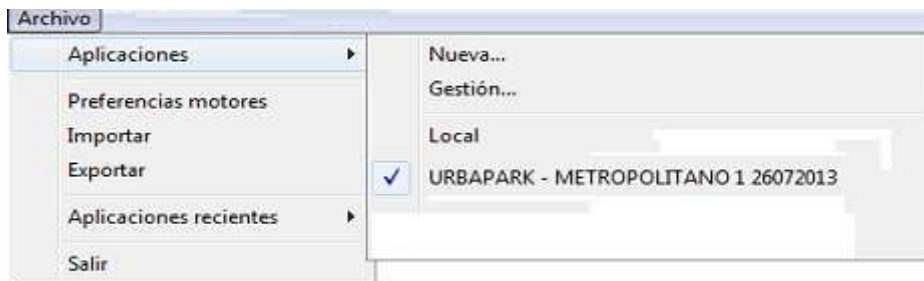 Archivo
Aplicaciones
Preferencias motores
Importar
Exportar
Aplicaciones recientes
Salir
Nueva...
Gestión...
Local
URBAPARK - METROPOLITANO 1 26072013